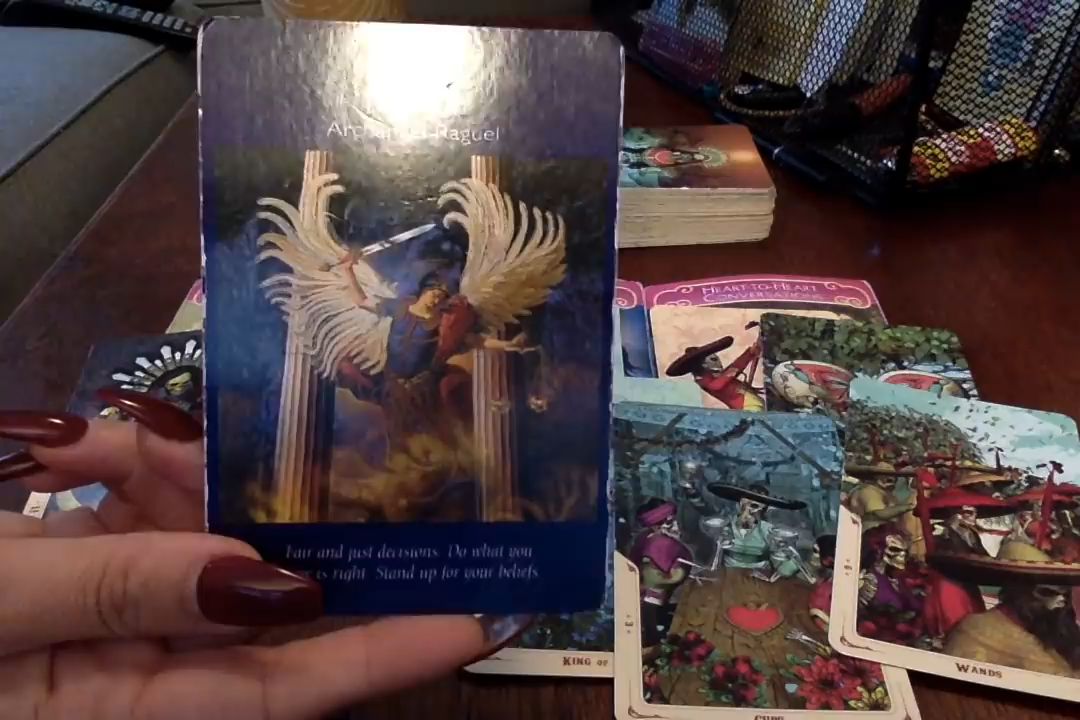 Archangel Raguel
HEART-TO-HEART
CONVERSATIONS
Fair and just decisions. Do what you
is right. Stand up for your beliefs.
KING OF
WANDS
CUPS